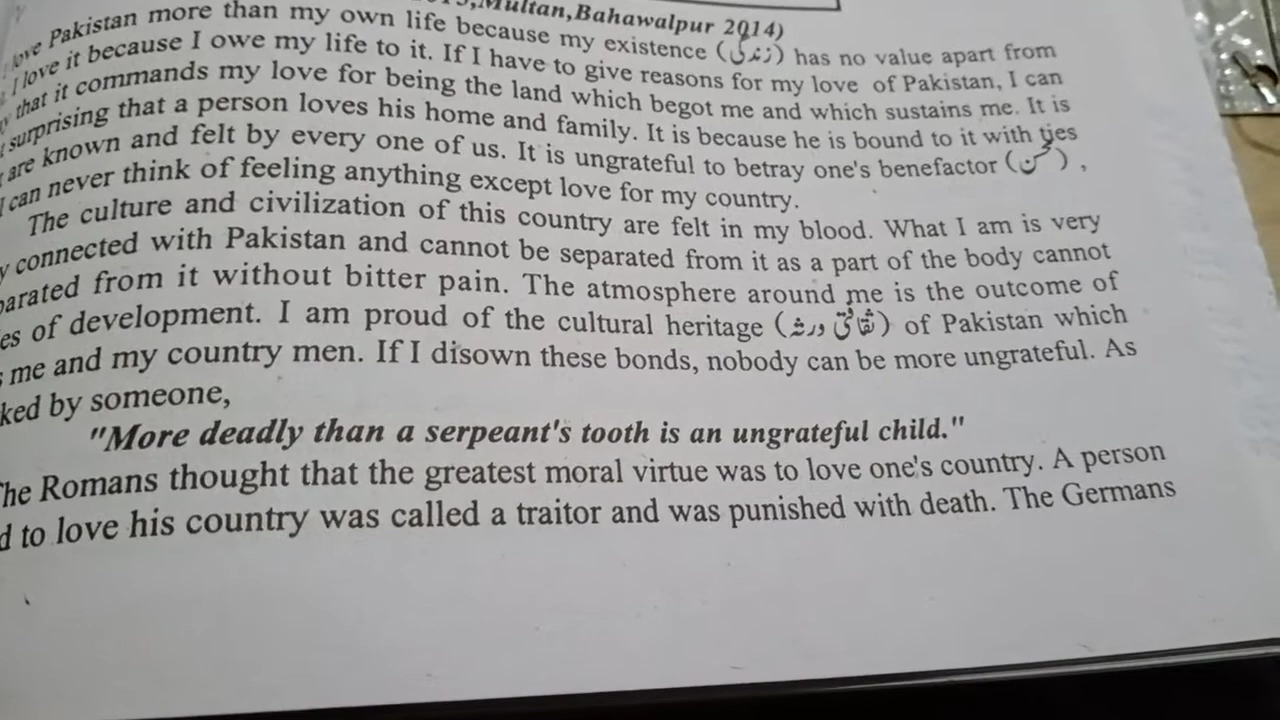 Multan,Bahawalpur 2014)
love Pakistan more than my own life because my existence (زندگی) has no value apart from
I love it because I owe my life to it. If I have to give reasons for my love of Pakistan, I can
that it commands my love for being the land which begot me and which sustains me. It is
surprising that a person loves his home and family. It is because he is bound to it with ties
are known and felt by every one of us. It is ungrateful to betray one's benefactor (محسن) ,
I can never think of feeling anything except love for my country.
The culture and civilization of this country are felt in my blood. What I am is very
connected with Pakistan and cannot be separated from it as a part of the body cannot
parated from it without bitter pain. The atmosphere around me is the outcome of
es of development. I am proud of the cultural heritage (ثقافتی ورثہ) of Pakistan which
me and my country men. If I disown these bonds, nobody can be more ungrateful. As
ked by someone,
"More deadly than a serpeant's tooth is an ungrateful child."
The Romans thought that the greatest moral virtue was to love one's country. A person
d to love his country was called a traitor and was punished with death. The Germans